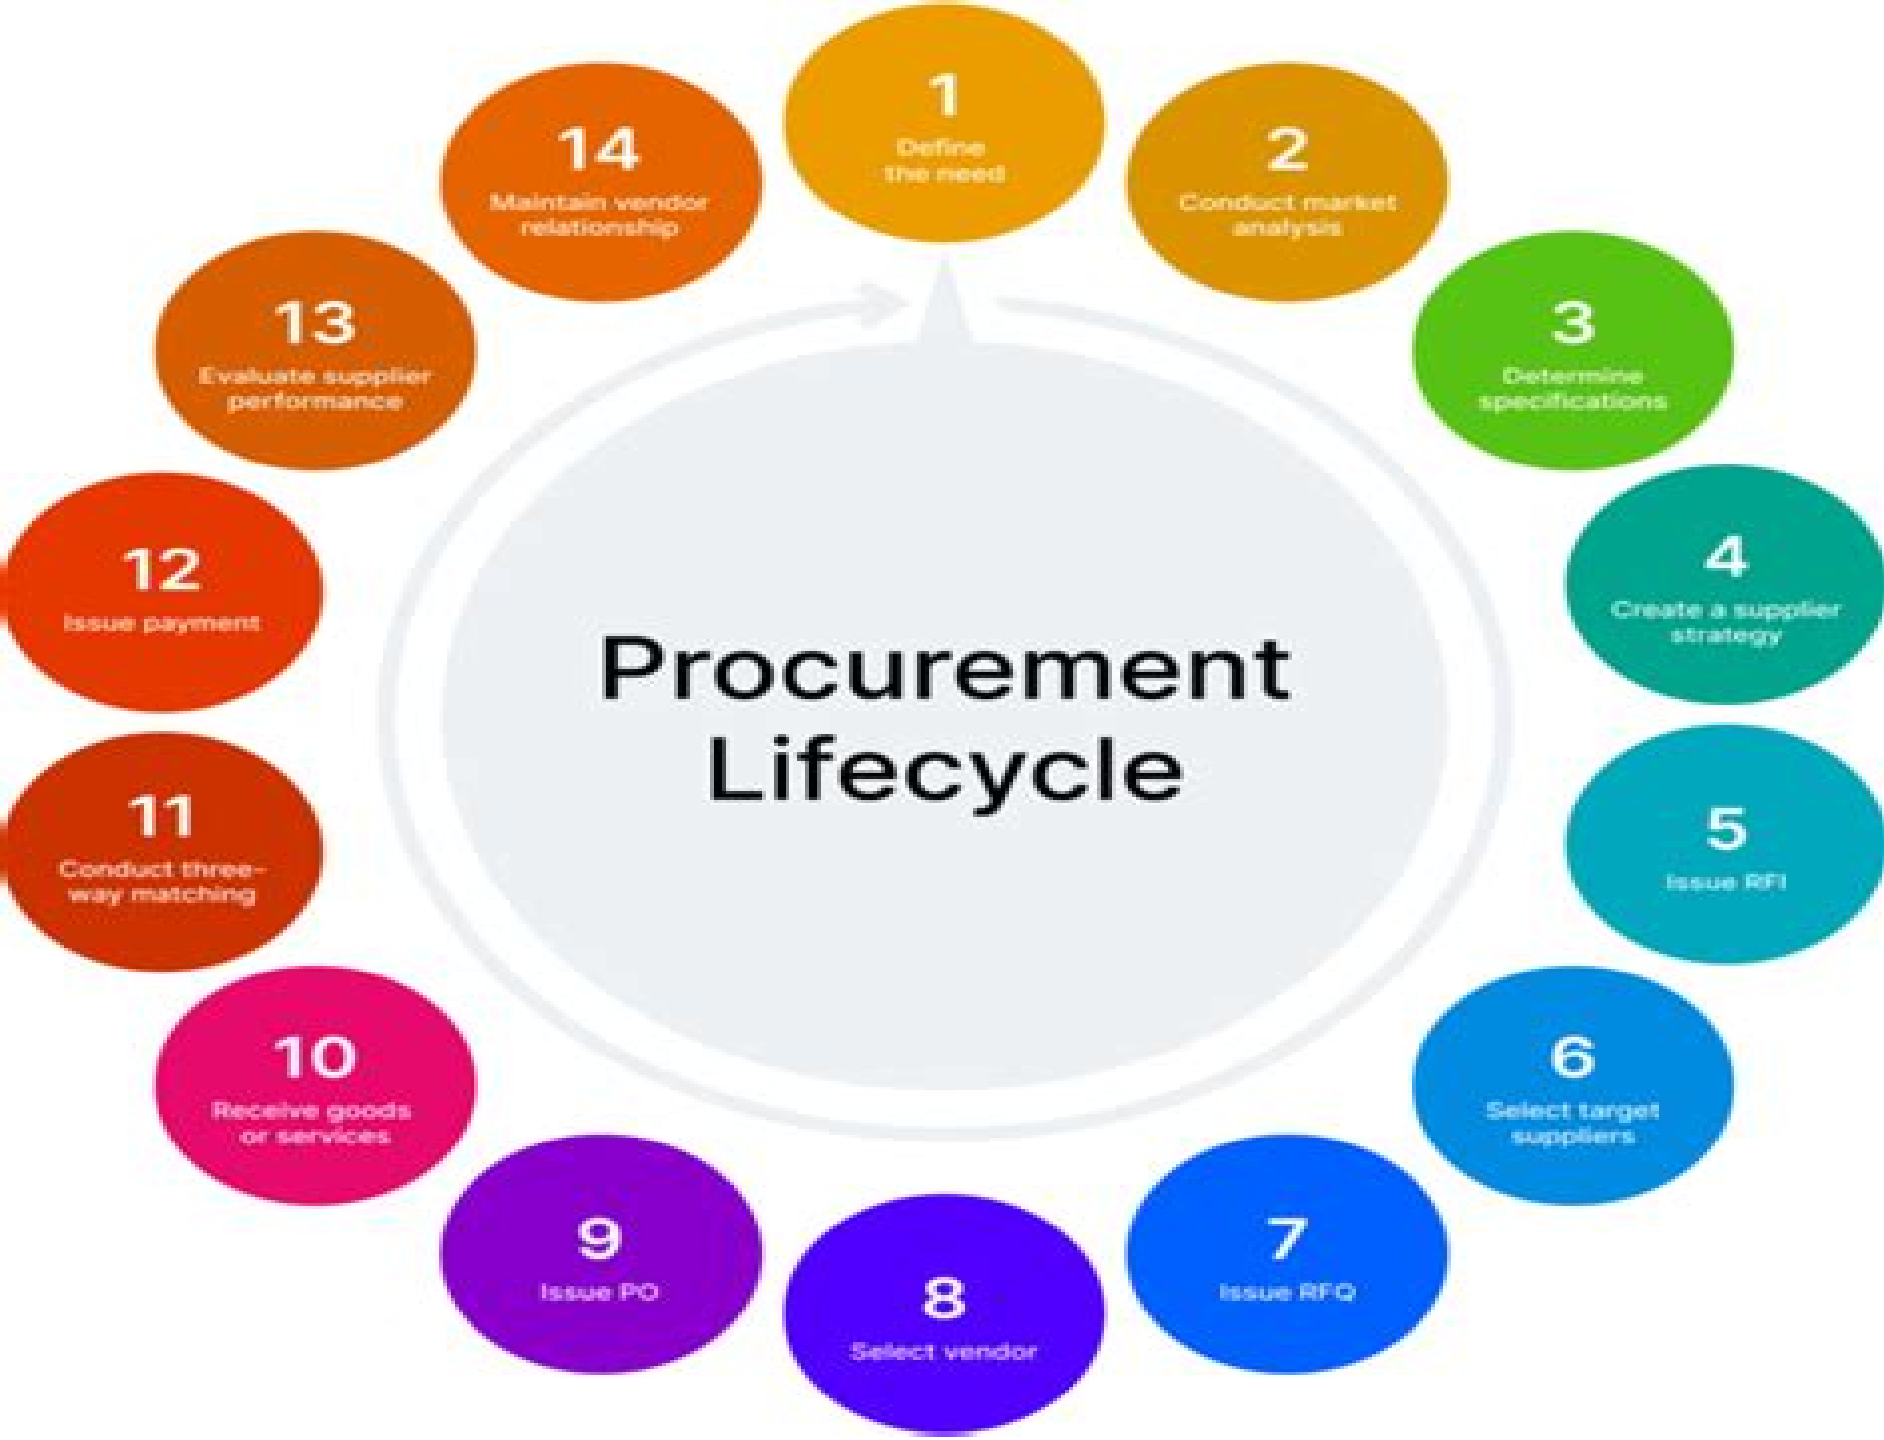 1
Define
the need
2
Conduct market
analysis
3
Determine
specifications
4
Create a supplier
strategy
5
Issue RFI
6
Select target
suppliers
7
Issue RFQ
8
Select vendor
9
Issue PO
10
Receive goods
or services
11
Conduct three-
way matching
12
Issue payment
13
Evaluate supplier
performance
14
Maintain vendor
relationship
Procurement
Lifecycle